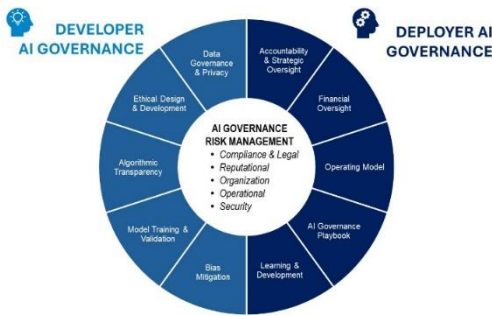 DEVELOPER
AI GOVERNANCE
DEPLOYER AI
GOVERNANCE
Data
Governance
& Privacy
Accountability
& Strategic
Oversight
Ethical Design
& Development
Financial
Oversight
AI GOVERNANCE
RISK MANAGEMENT
• Compliance & Legal
• Reputational
• Organization
• Operational
• Security
Algorithmic
Transparency
Operating Model
Model Training &
Validation
AI Governance
Playbook
Bias
Mitigation
Learning &
Development